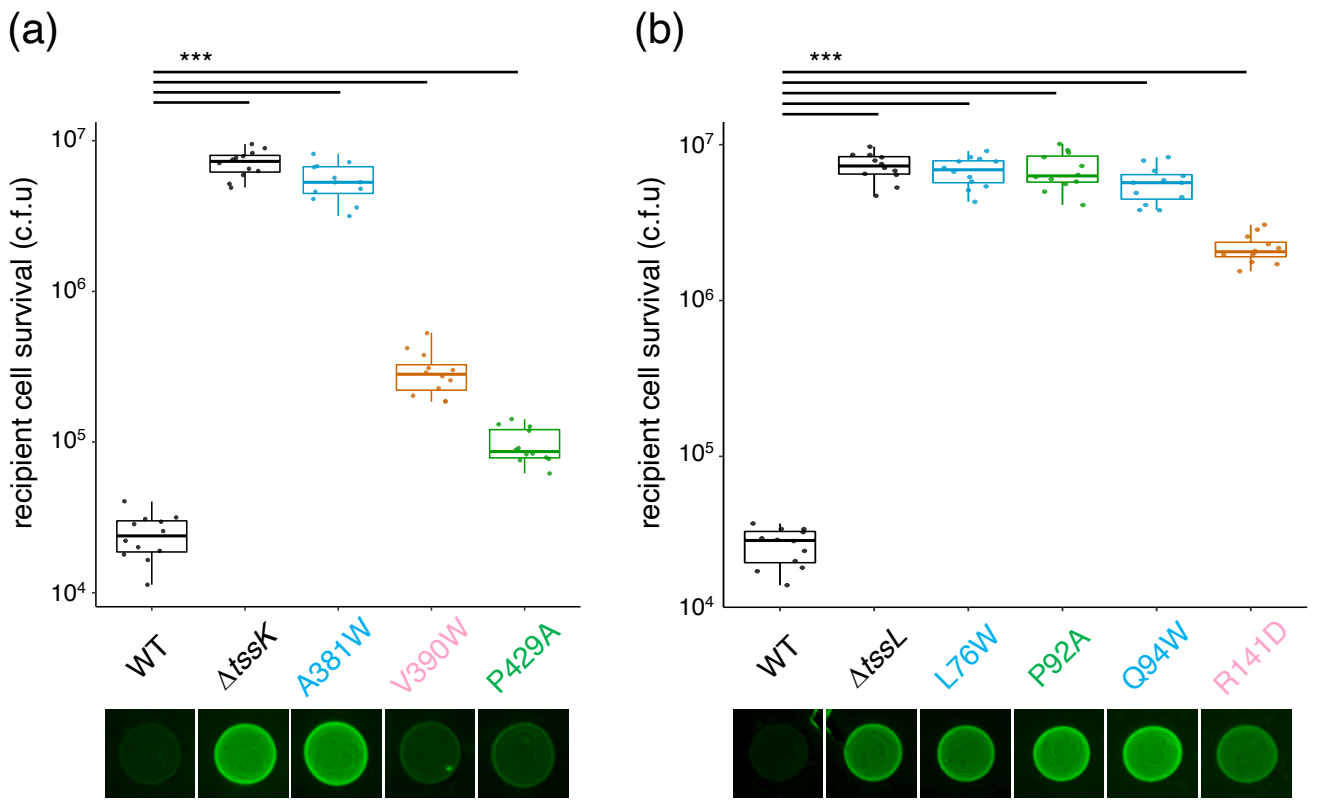 (a)
***
recipient cell survival (c.f.u)
10⁷
10⁶
10⁵
10⁴
WT
ΔtssK
A381W
V390W
P429A
(b)
***
recipient cell survival (c.f.u)
10⁷
10⁶
10⁵
10⁴
WT
ΔtssL
L76W
P92A
Q94W
R141D